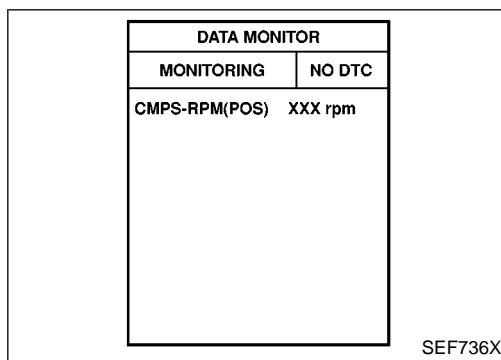 DATA MONITOR
MONITORING NO DTC
CMPS-RPM(POS) XXX rpm
SEF736X